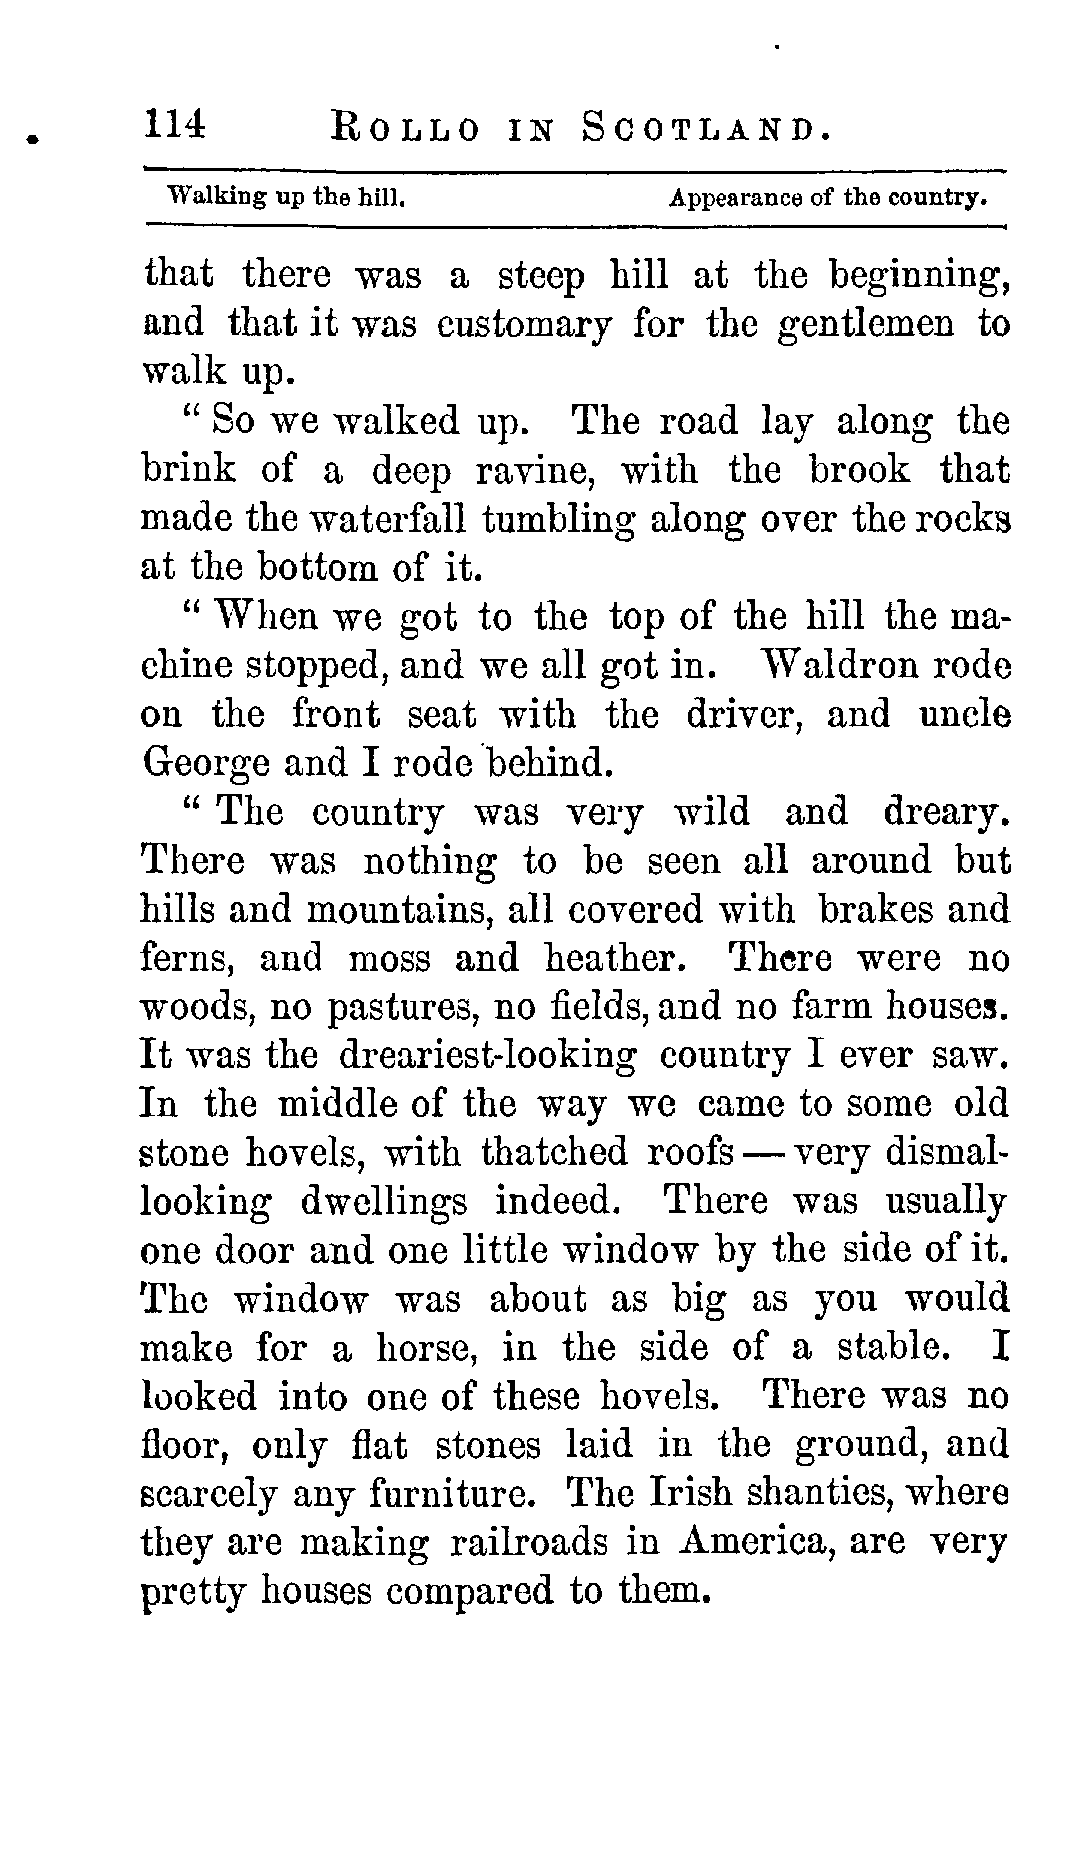 114 ROLLO IN SCOTLAND.
Walking up the hill. Appearance of the country.
that there was a steep hill at the beginning,
and that it was customary for the gentlemen to
walk up.
“ So we walked up. The road lay along the
brink of a deep ravine, with the brook that
made the waterfall tumbling along over the rocks
at the bottom of it.
“ When we got to the top of the hill the ma-
chine stopped, and we all got in. Waldron rode
on the front seat with the driver, and uncle
George and I rode behind.
“ The country was very wild and dreary.
There was nothing to be seen all around but
hills and mountains, all covered with brakes and
ferns, and moss and heather. There were no
woods, no pastures, no fields, and no farm houses.
It was the dreariest-looking country I ever saw.
In the middle of the way we came to some old
stone hovels, with thatched roofs — very dismal-
looking dwellings indeed. There was usually
one door and one little window by the side of it.
The window was about as big as you would
make for a horse, in the side of a stable. I
looked into one of these hovels. There was no
floor, only flat stones laid in the ground, and
scarcely any furniture. The Irish shanties, where
they are making railroads in America, are very
pretty houses compared to them.